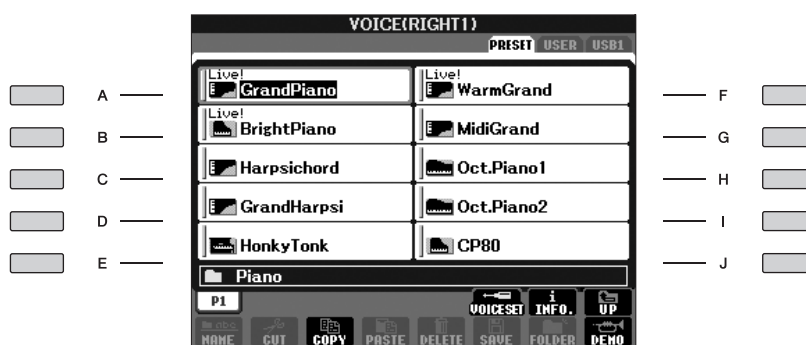 VOICE(RIGHT1)
PRESET USER USB1
A Live! GrandPiano Live! WarmGrand F
B Live! BrightPiano MidiGrand G
C Harpsichord Oct.Piano1 H
D GrandHarpsi Oct.Piano2 I
E HonkyTonk CP80 J
Piano
P1 VOICESET i INFO. UP
abc
NAME CUT COPY PASTE DELETE SAVE FOLDER DEMO